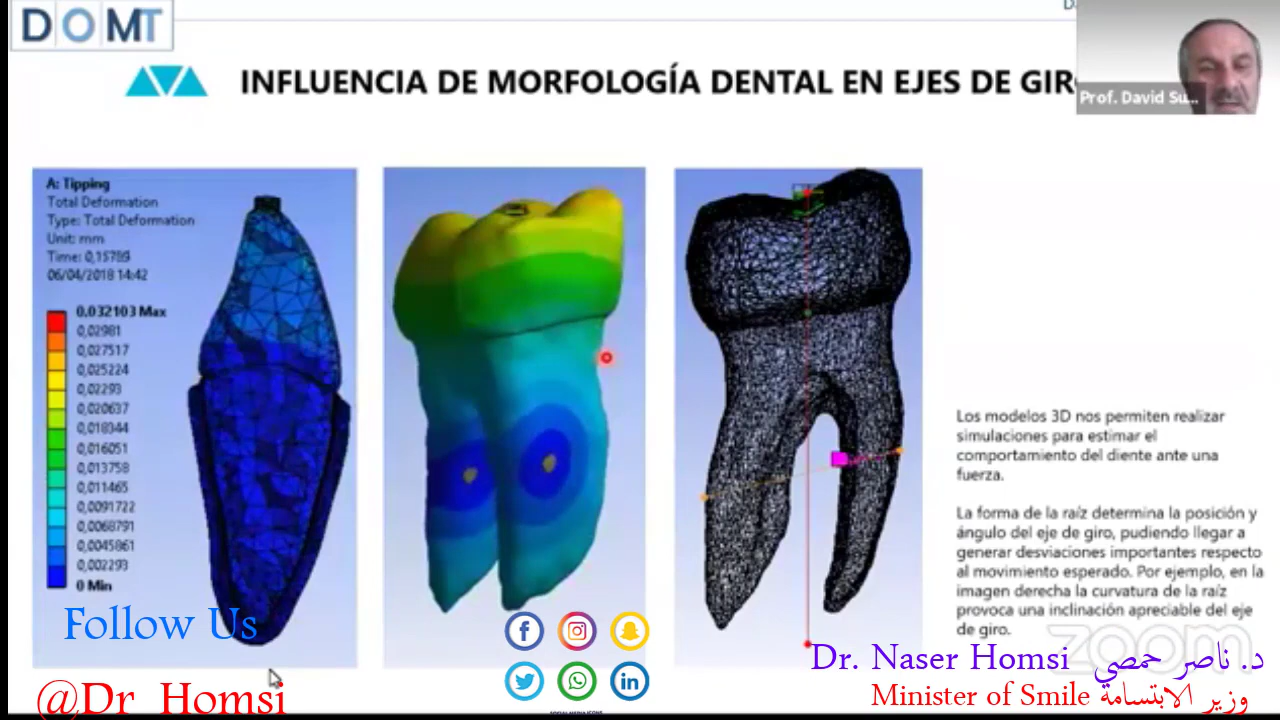 DOMT
INFLUENCIA DE MORFOLOGÍA DENTAL EN EJES DE GIR
Prof. David Su...
A: Tipping
Total Deformation
Type: Total Deformation
Unit: mm
Time: 0,15789
06/04/2018 14:42
0.032103 Max
0,02981
0,027517
0,025224
0,02293
0,020637
0,018344
0,016051
0,013758
0,011465
0,0091722
0,0068791
0,0045861
0,002293
0 Min
Los modelos 3D nos permiten realizar
simulaciones para estimar el
comportamiento del diente ante una
fuerza.
La forma de la raíz determina la posición y
ángulo del eje de giro, pudiendo llegar a
generar desviaciones importantes respecto
al movimiento esperado. Por ejemplo, en la
imagen derecha la curvatura de la raíz
provoca una inclinación apreciable del eje
de giro.
zoom
Follow Us
@Dr_Homsi
Dr. Naser Homsi د. ناصر حمصي
Minister of Smile وزير الابتسامة